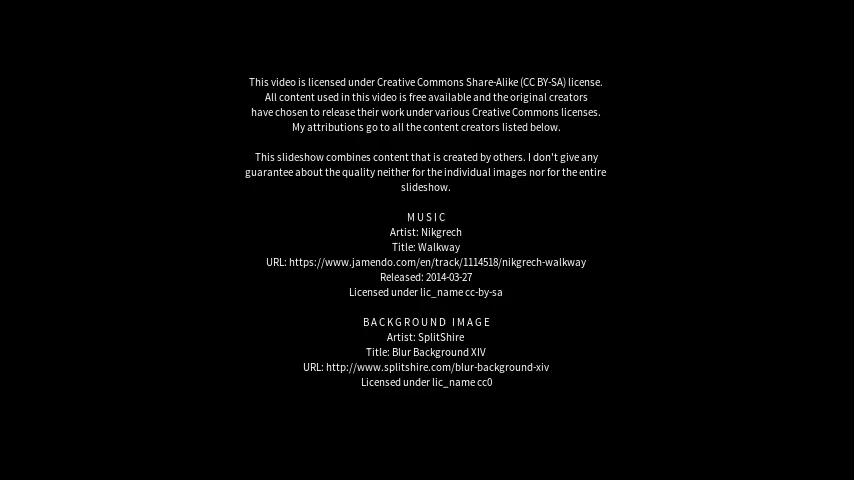 This video is licensed under Creative Commons Share-Alike (CC BY-SA) license.
All content used in this video is free available and the original creators
have chosen to release their work under various Creative Commons licenses.
My attributions go to all the content creators listed below.
This slideshow combines content that is created by others. I don't give any
guarantee about the quality neither for the individual images nor for the entire
slideshow.
MUSIC
Artist: Nikgrech
Title: Walkway
URL: https://www.jamendo.com/en/track/1114518/nikgrech-walkway
Released: 2014-03-27
Licensed under lic_name cc-by-sa
BACKGROUND IMAGE
Artist: SplitShire
Title: Blur Background XIV
URL: http://www.splitshire.com/blur-background-xiv
Licensed under lic_name cc0